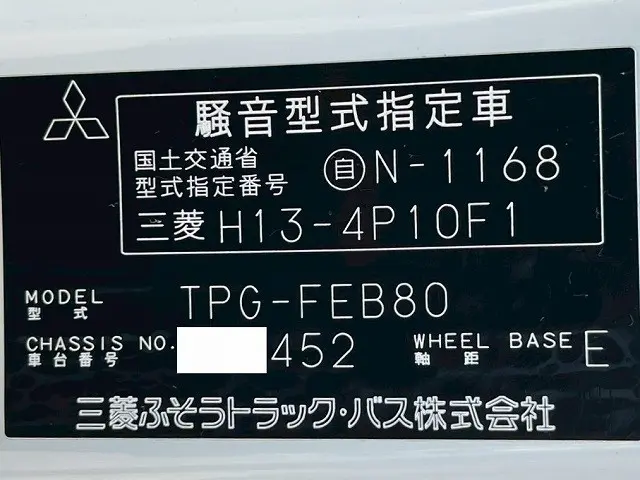 騒音型式指定車
国土交通省
型式指定番号 自N-1168
三菱 H13-4P10F1
MODEL
型式 TPG-FEB80
CHASSIS NO. 452 WHEEL BASE E
車台番号 軸距
三菱ふそうトラック・バス株式会社